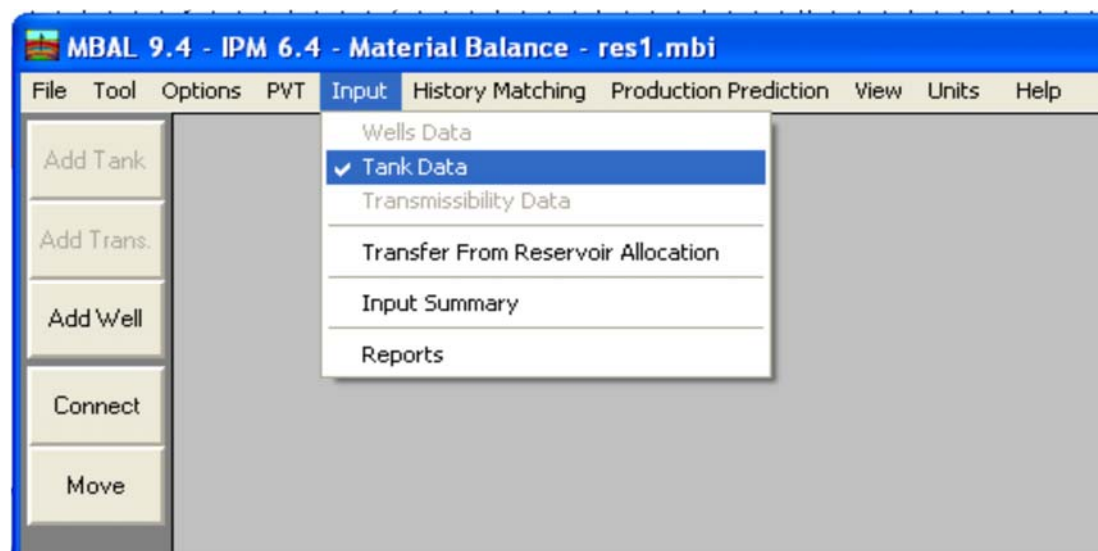 MBAL 9.4 - IPM 6.4 - Material Balance - res1.mbi
File Tool Options PVT Input History Matching Production Prediction View Units Help
Add Tank
Add Trans.
Add Well
Connect
Move
Wells Data
Tank Data
Transmissibility Data
Transfer From Reservoir Allocation
Input Summary
Reports